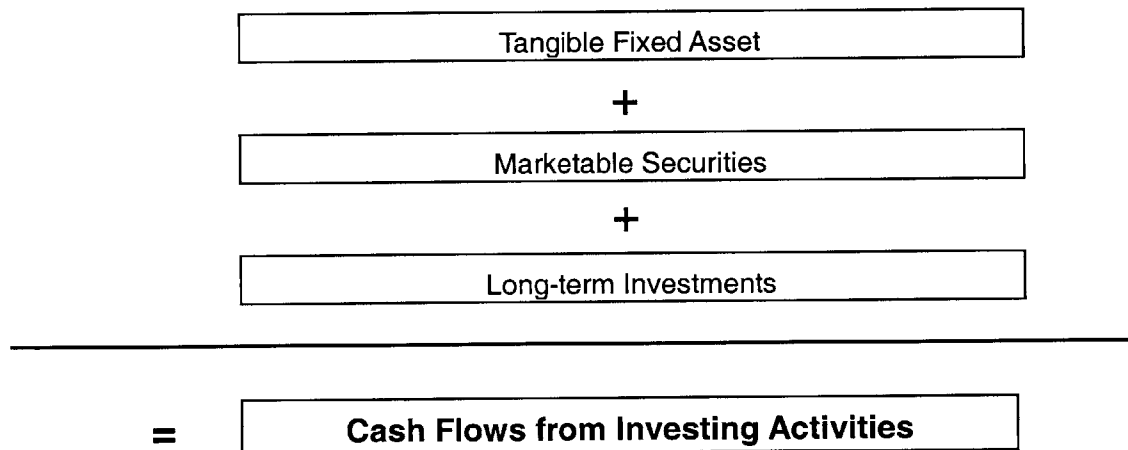 Tangible Fixed Asset
+
Marketable Securities
+
Long-term Investments
= Cash Flows from Investing Activities